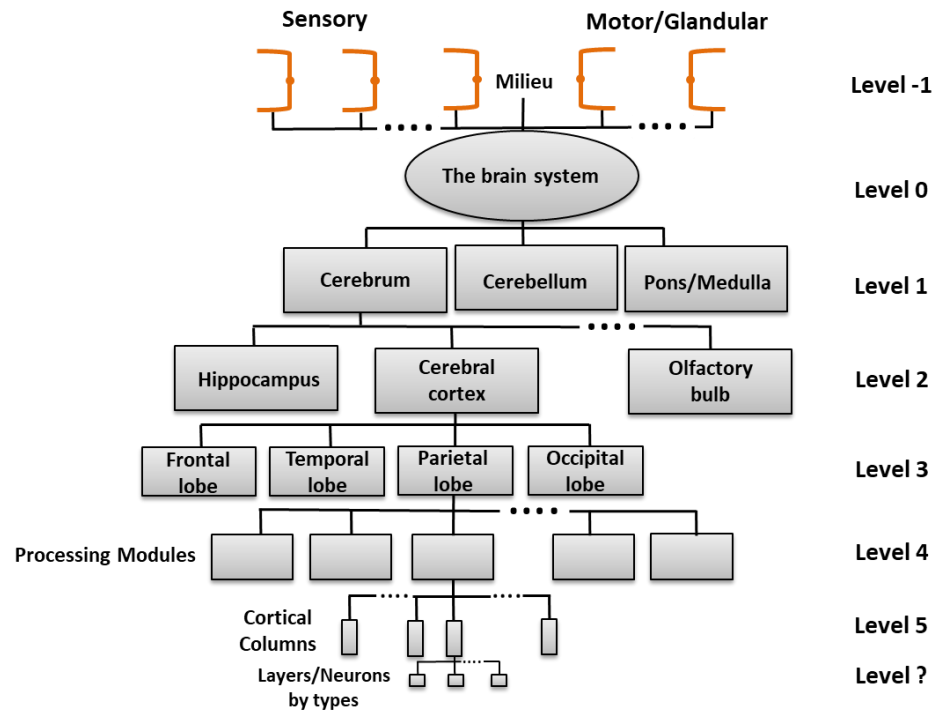 Sensory
Motor/Glandular
Milieu
Level -1
The brain system
Level 0
Cerebrum
Cerebellum
Pons/Medulla
Level 1
Hippocampus
Cerebral
cortex
Olfactory
bulb
Level 2
Frontal
lobe
Temporal
lobe
Parietal
lobe
Occipital
lobe
Level 3
Processing Modules
Level 4
Cortical
Columns
Level 5
Layers/Neurons
by types
Level ?